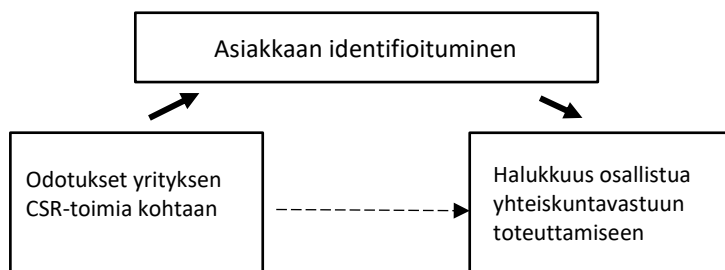 Asiakkaan identifioituminen
Odotukset yrityksen
CSR-toimia kohtaan
Halukkuus osallistua
yhteiskuntavastuun
toteuttamiseen